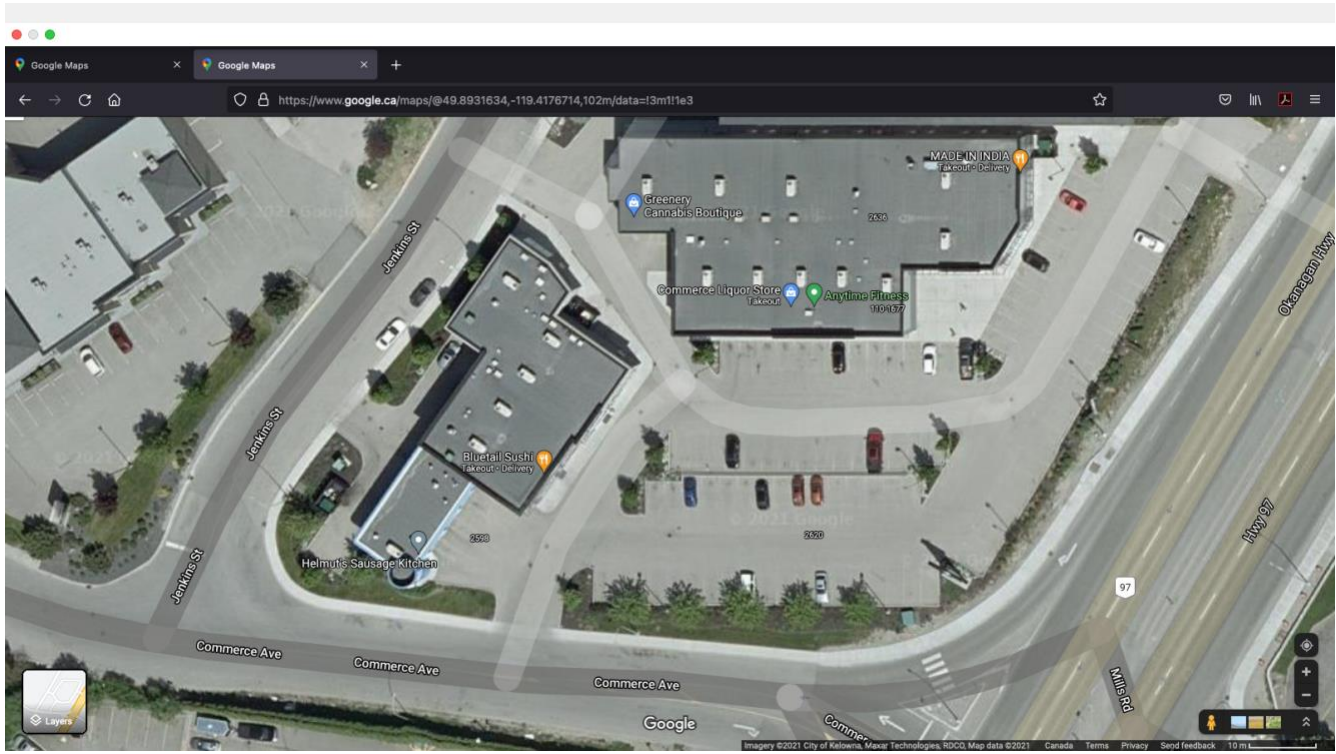 Google Maps
Google Maps
https://www.google.ca/maps/@49.8931634,-119.4176714,102m/data=!3m1!1e3
MADE IN INDIA
Takeout • Delivery
Greenery
Cannabis Boutique
2636
Jenkins St
Okanagan Hwy
Commerce Liquor Store
Takeout
Anytime Fitness
110-1677
Jenkins St
Bluetail Sushi
Takeout • Delivery
2021 Google
Hwy 97
2598
2620
Helmut's Sausage Kitchen
Jenkins St
97
Commerce Ave
Commerce Ave
Commerce Ave
Mills Rd
Layers
Google
Imagery ©2021 City of Kelowna, Maxar Technologies, RDCO, Map data ©2021 Canada Terms Privacy Send feedback 10 m